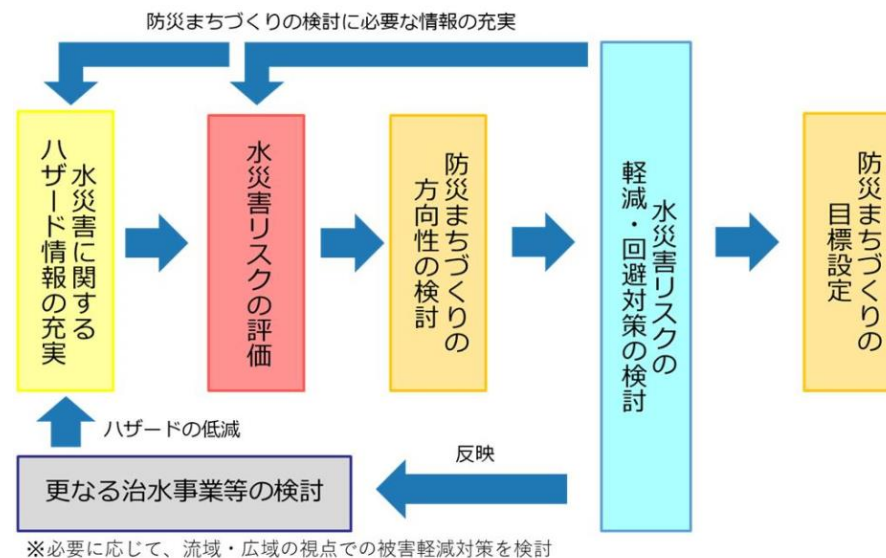 防災まちづくりの検討に必要な情報の充実
水災害に関する
ハザード情報の充実
水災害リスクの評価
防災まちづくりの
方向性の検討
水災害リスクの
軽減・回避対策の検討
防災まちづくりの
目標設定
ハザードの低減
反映
更なる治水事業等の検討
※必要に応じて、流域・広域の視点での被害軽減対策を検討